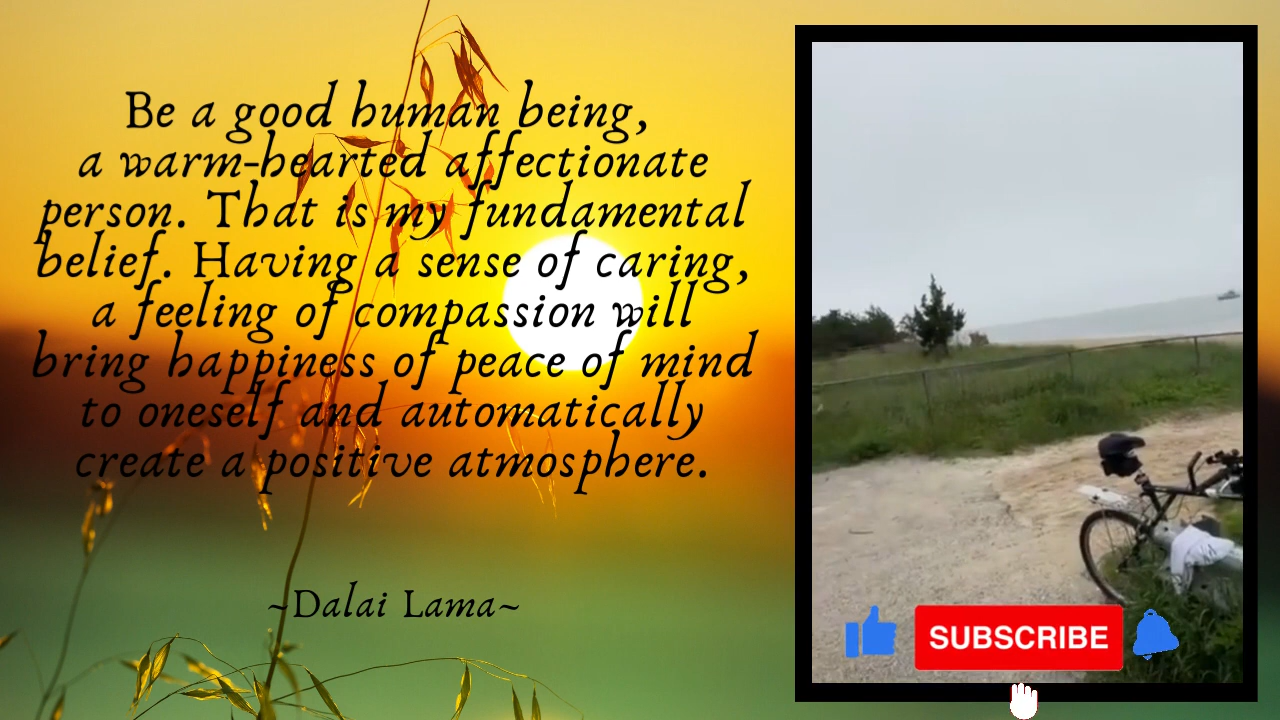 Be a good human being,
a warm-hearted affectionate
person. That is my fundamental
belief. Having a sense of caring,
a feeling of compassion will
bring happiness of peace of mind
to oneself and automatically
create a positive atmosphere.
~Dalai Lama~
SUBSCRIBE